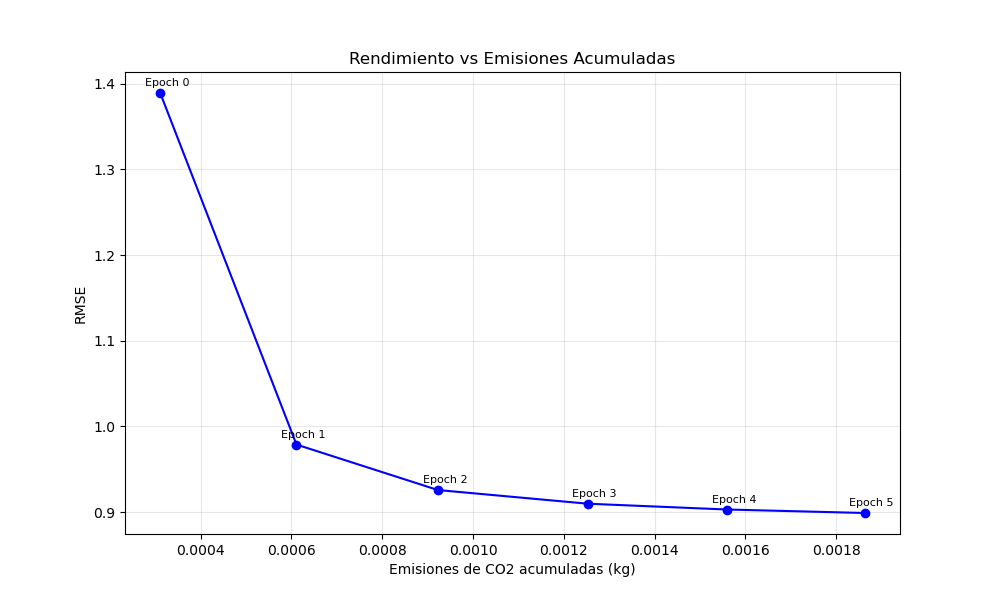 Rendimiento vs Emisiones Acumuladas
1.4
1.3
1.2
1.1
1.0
0.9
RMSE
Epoch 0
Epoch 1
Epoch 2
Epoch 3
Epoch 4
Epoch 5
0.0004 0.0006 0.0008 0.0010 0.0012 0.0014 0.0016 0.0018
Emisiones de CO2 acumuladas (kg)